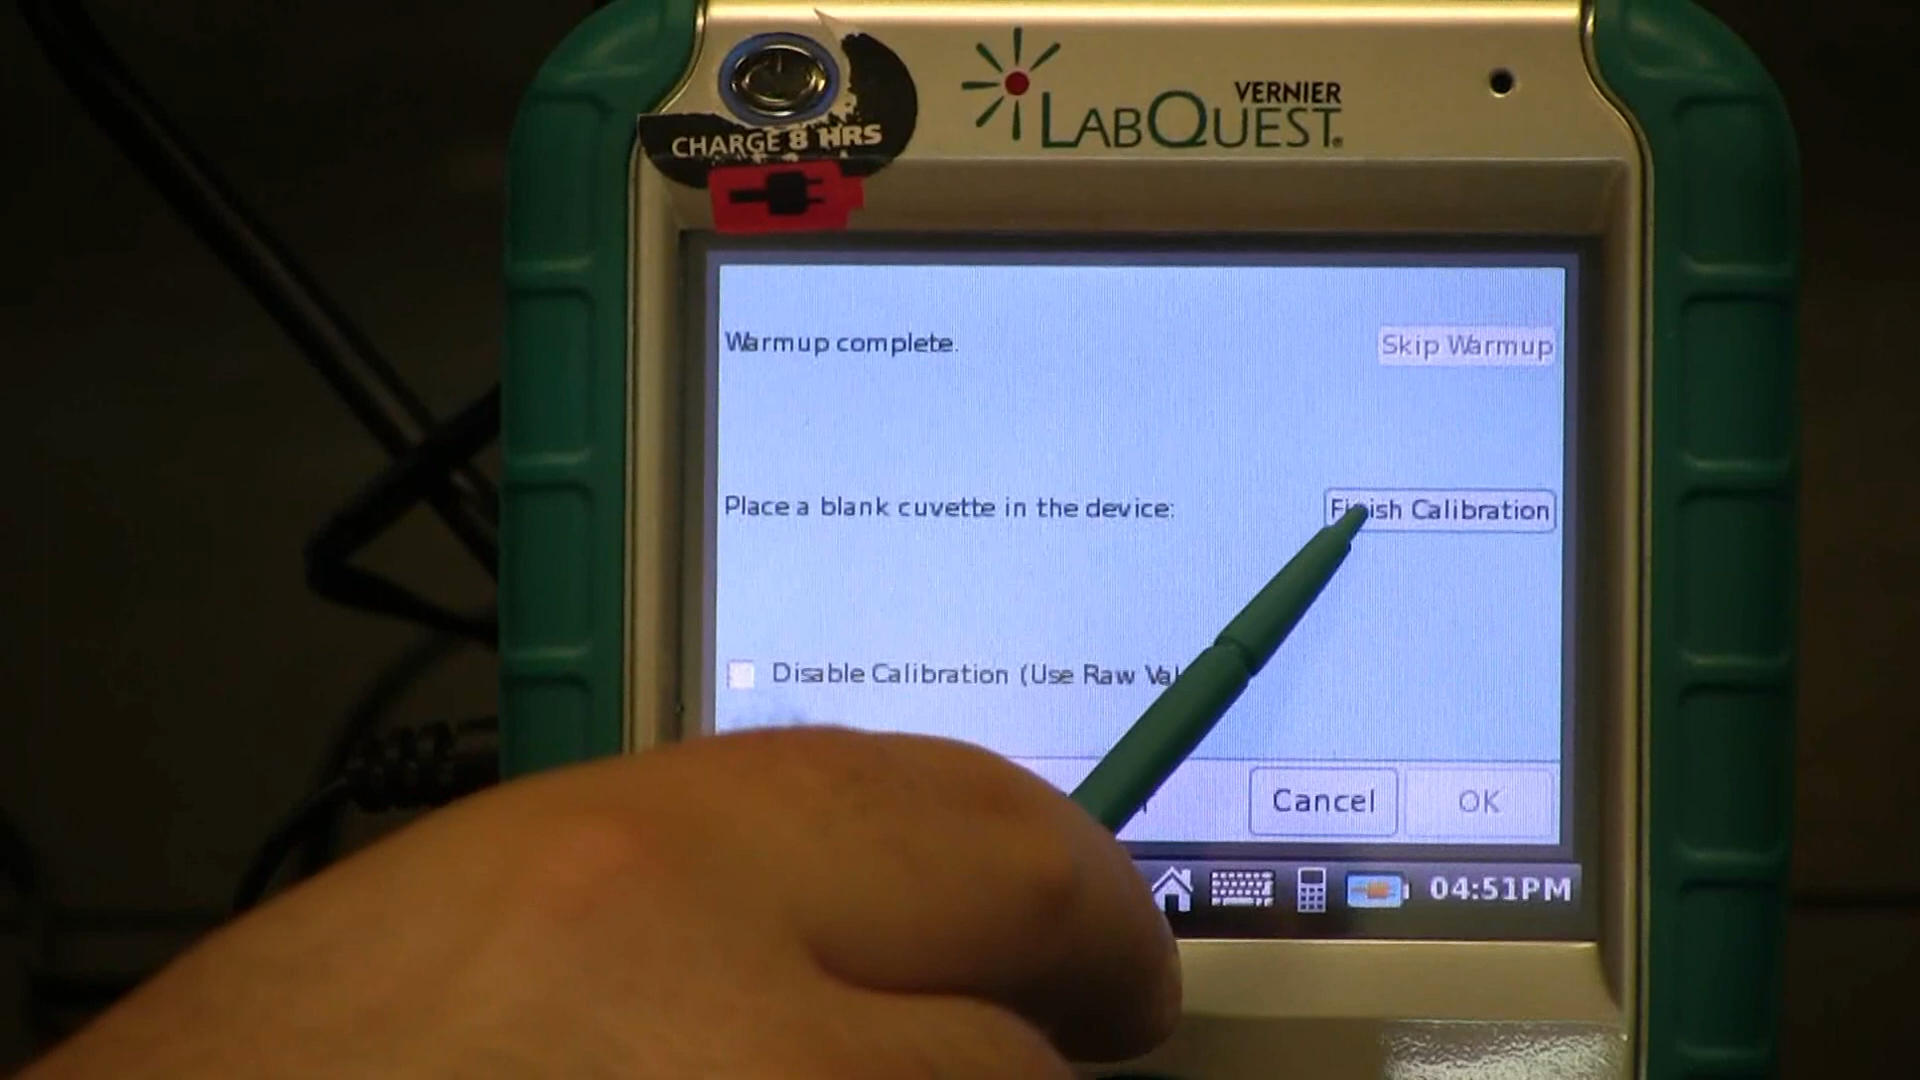 CHARGE 8 HRS
VERNIER
LABQUEST®
Warmup complete.
Skip Warmup
Place a blank cuvette in the device:
Finish Calibration
Disable Calibration (Use Raw
Cancel
OK
04:51PM